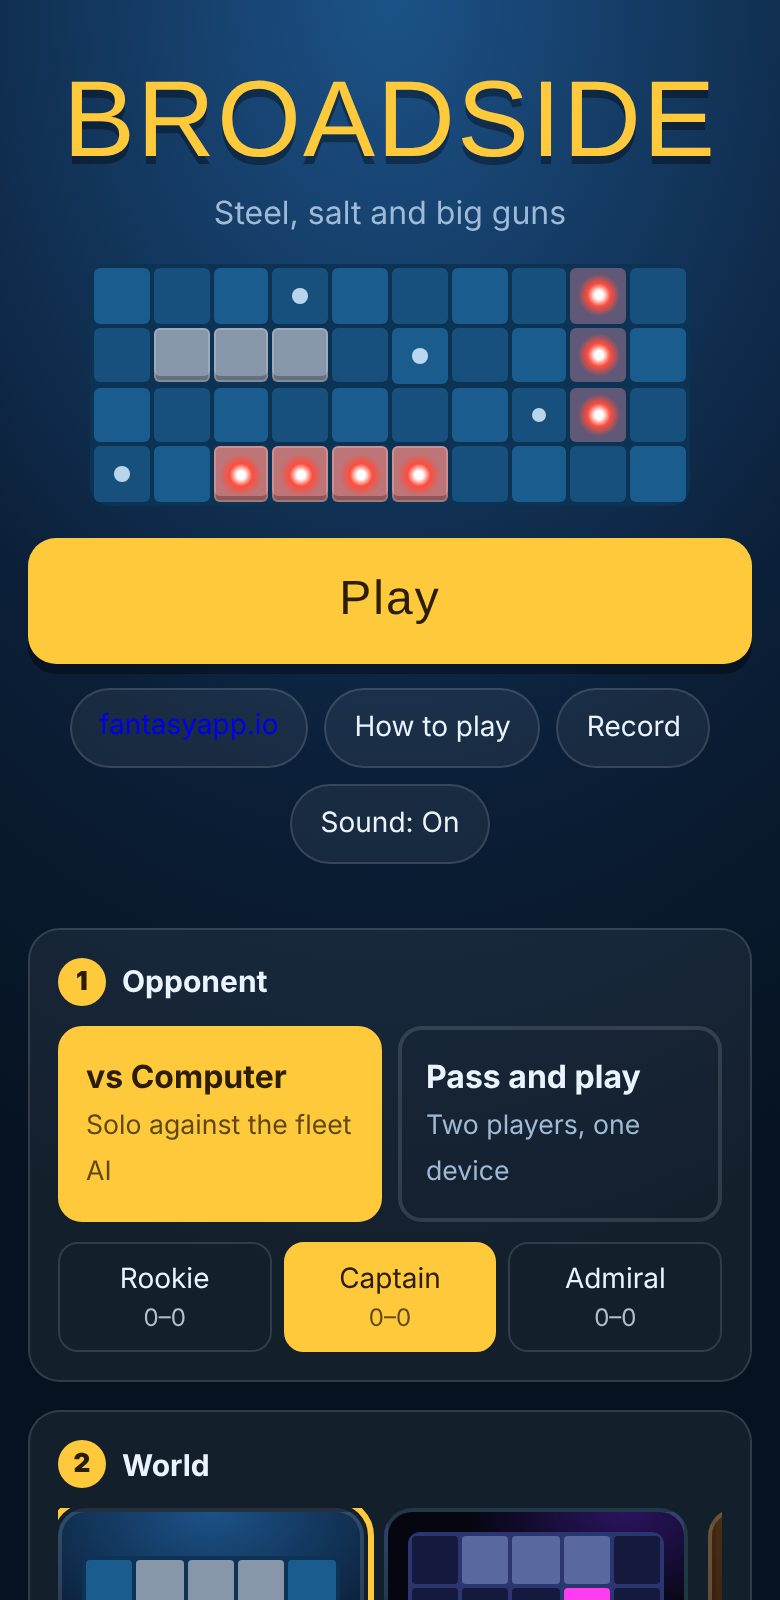 BROADSIDE
Steel, salt and big guns
Play
fantasyapp.io
How to play
Record
Sound: On
1 Opponent
vs Computer
Solo against the fleet
AI
Pass and play
Two players, one
device
Rookie
0–0
Captain
0–0
Admiral
0–0
2 World